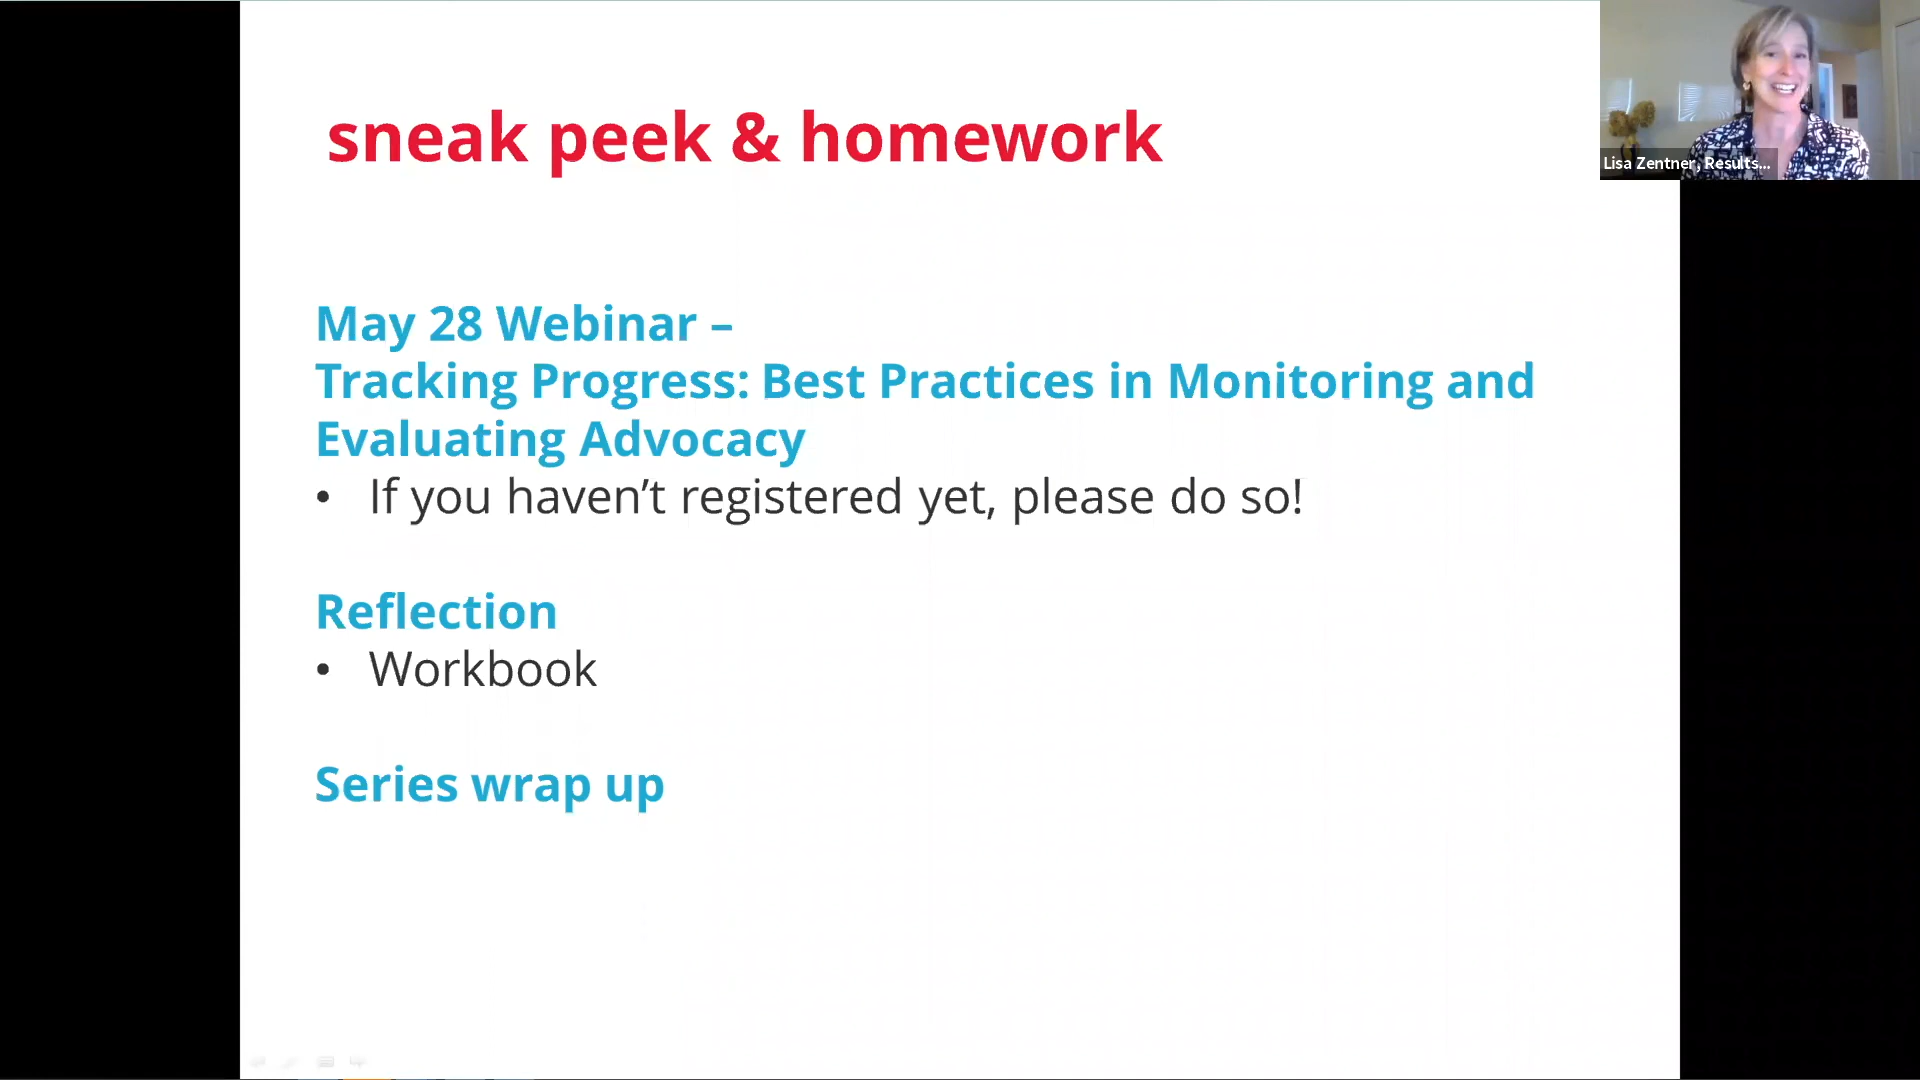 sneak peek & homework
Lisa Zentner, Results...
May 28 Webinar –
Tracking Progress: Best Practices in Monitoring and
Evaluating Advocacy
• If you haven’t registered yet, please do so!
Reflection
• Workbook
Series wrap up